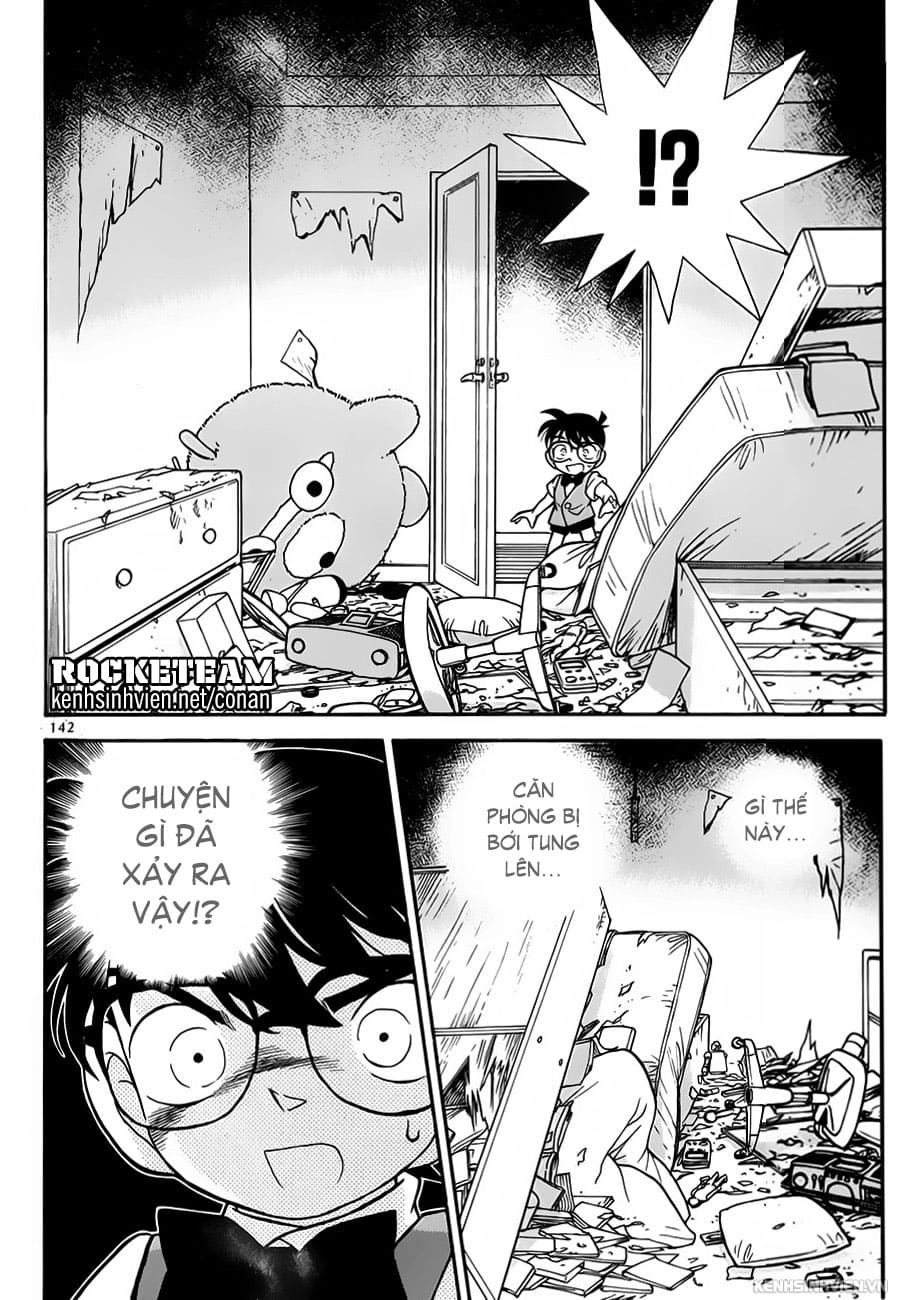 !?
ROCKETEAM
kenhsinhvien.net/conan
142
GÌ THẾ
NÀY...
CĂN
PHÒNG BỊ
BỚI TUNG
LÊN...
CHUYỆN
GÌ ĐÃ
XẢY RA
VẬY!?
KENHSINHVIEN.VN